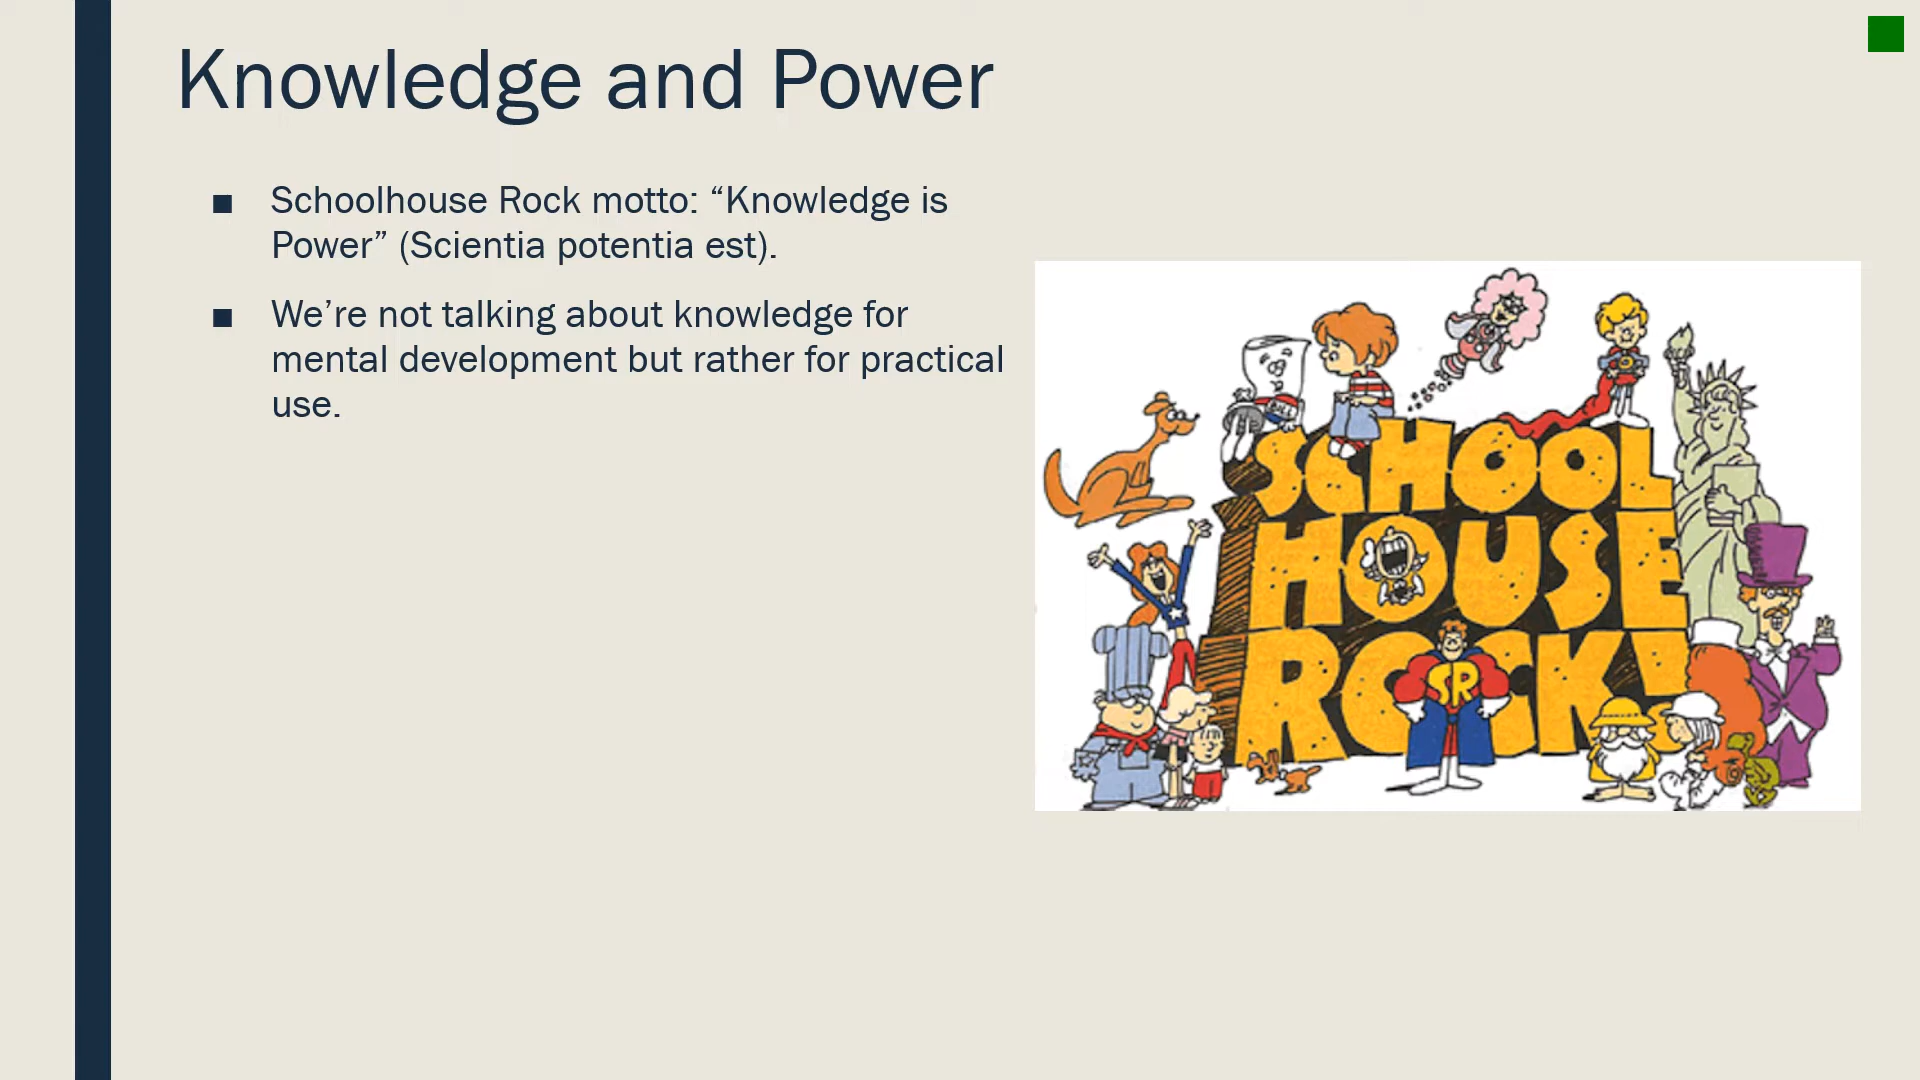 Knowledge and Power
■ Schoolhouse Rock motto: “Knowledge is
Power” (Scientia potentia est).
■ We’re not talking about knowledge for
mental development but rather for practical
use.
BILL
SCHOOL
HOUSE
ROCK!
SR